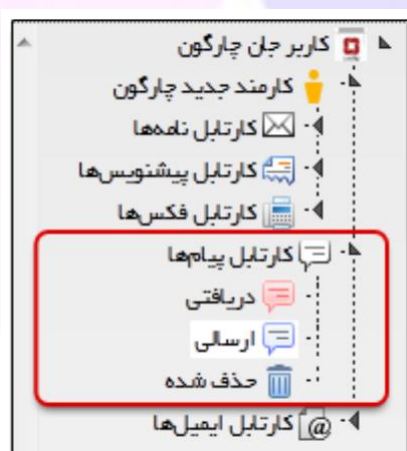 کاربر جان چارگون
کارمند جدید چارگون
کارتابل نامه‌ها
کارتابل پیشنویس‌ها
کارتابل فکس‌ها
کارتابل پیام‌ها
دریافتی
ارسالی
حذف شده
کارتابل ایمیل‌ها